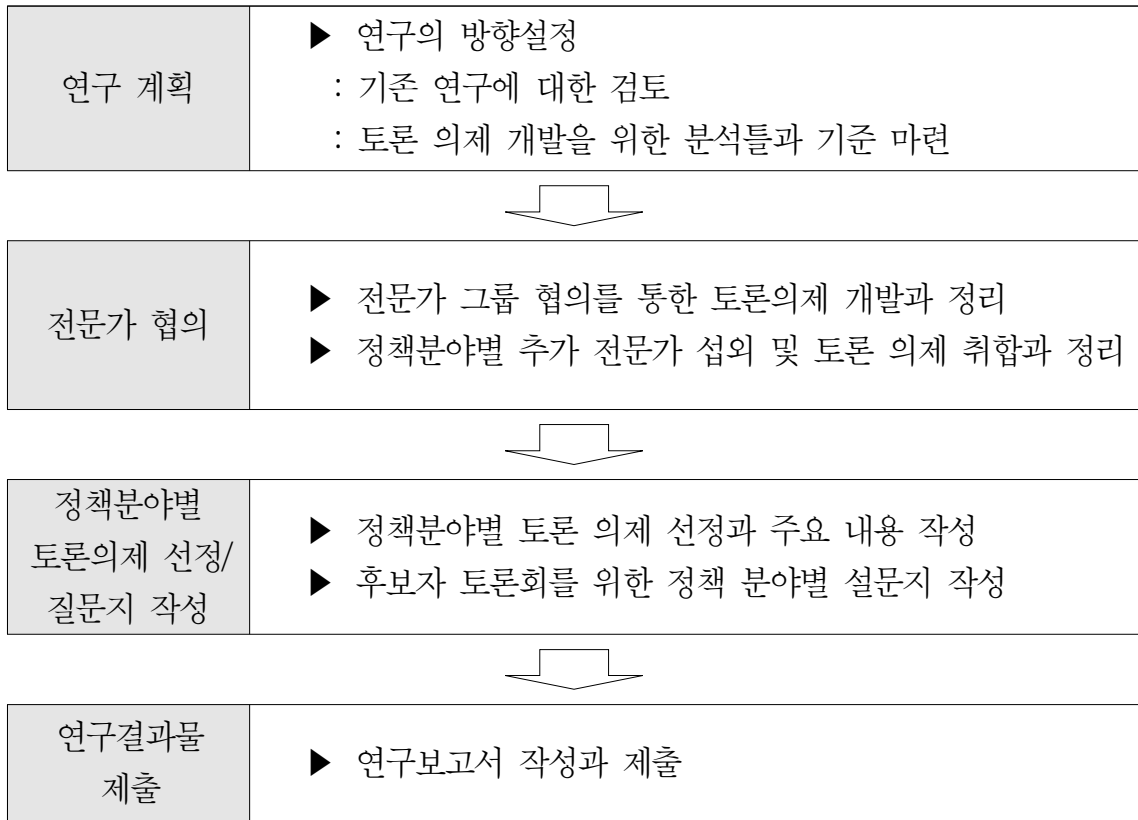 연구 계획
▶ 연구의 방향설정
: 기존 연구에 대한 검토
: 토론 의제 개발을 위한 분석틀과 기준 마련
전문가 협의
▶ 전문가 그룹 협의를 통한 토론의제 개발과 정리
▶ 정책분야별 추가 전문가 섭외 및 토론 의제 취합과 정리
정책분야별
토론의제 선정/
질문지 작성
▶ 정책분야별 토론 의제 선정과 주요 내용 작성
▶ 후보자 토론회를 위한 정책 분야별 설문지 작성
연구결과물
제출
▶ 연구보고서 작성과 제출